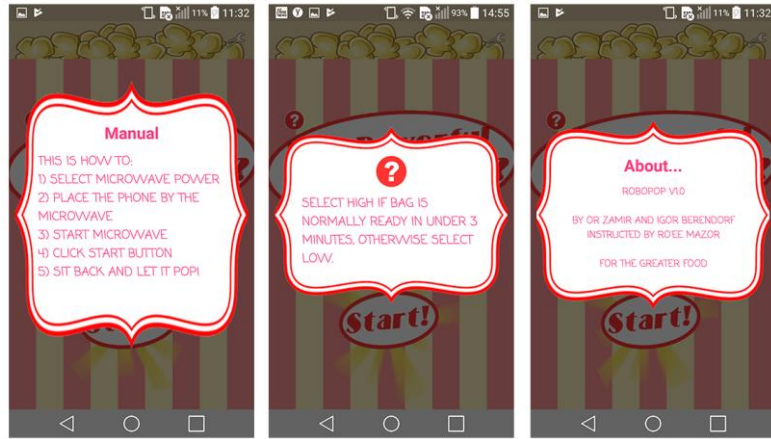 11% 11:32
Manual
THIS IS HOW TO:
1) SELECT MICROWAVE POWER
2) PLACE THE PHONE BY THE
MICROWAVE
3) START MICROWAVE
4) CLICK START BUTTON
5) SIT BACK AND LET IT POP!
93% 14:55
?
SELECT HIGH IF BAG IS
NORMALLY READY IN UNDER 3
MINUTES, OTHERWISE SELECT
LOW.
Start!
11% 11:32
?
About...
ROBOPOP V1.0
BY OR ZAMIR AND IGOR BERENDORF
INSTRUCTED BY RO'EE MAZOR
FOR THE GREATER FOOD
Start!